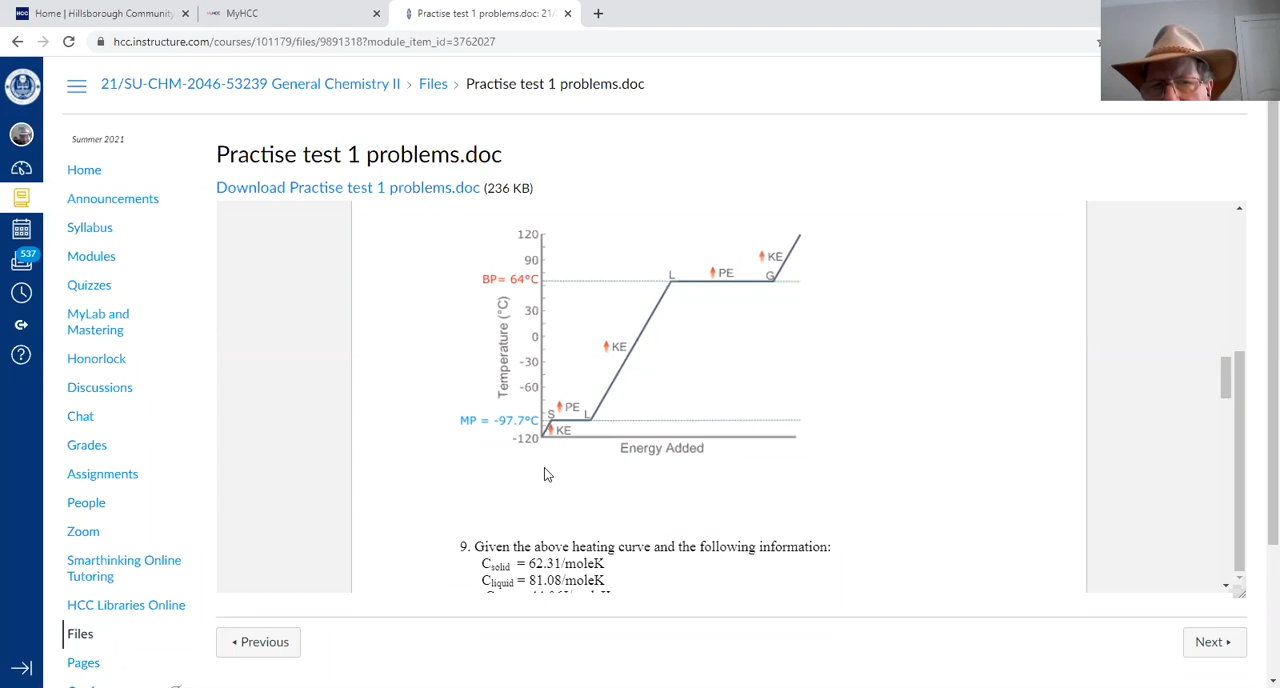 Home | Hillsborough Community
MyHCC
Practise test 1 problems.doc: 21/
hcc.instructure.com/courses/101179/files/9891318?module_item_id=3762027
21/SU-CHM-2046-53239 General Chemistry II > Files > Practise test 1 problems.doc
Summer 2021
Home
Announcements
Syllabus
Modules
Quizzes
MyLab and
Mastering
Honorlock
Discussions
Chat
Grades
Assignments
People
Zoom
Smarthinking Online
Tutoring
HCC Libraries Online
Files
Pages
537
Practise test 1 problems.doc
Download Practise test 1 problems.doc (236 KB)
120
90
BP= 64°C
30
0
-30
-60
MP = -97.7°C
-120
Temperature (°C)
Energy Added
KE
S
PE
L
KE
L
PE
G
KE
9. Given the above heating curve and the following information:
Csolid = 62.31/moleK
Cliquid = 81.08/moleK
Previous
Next